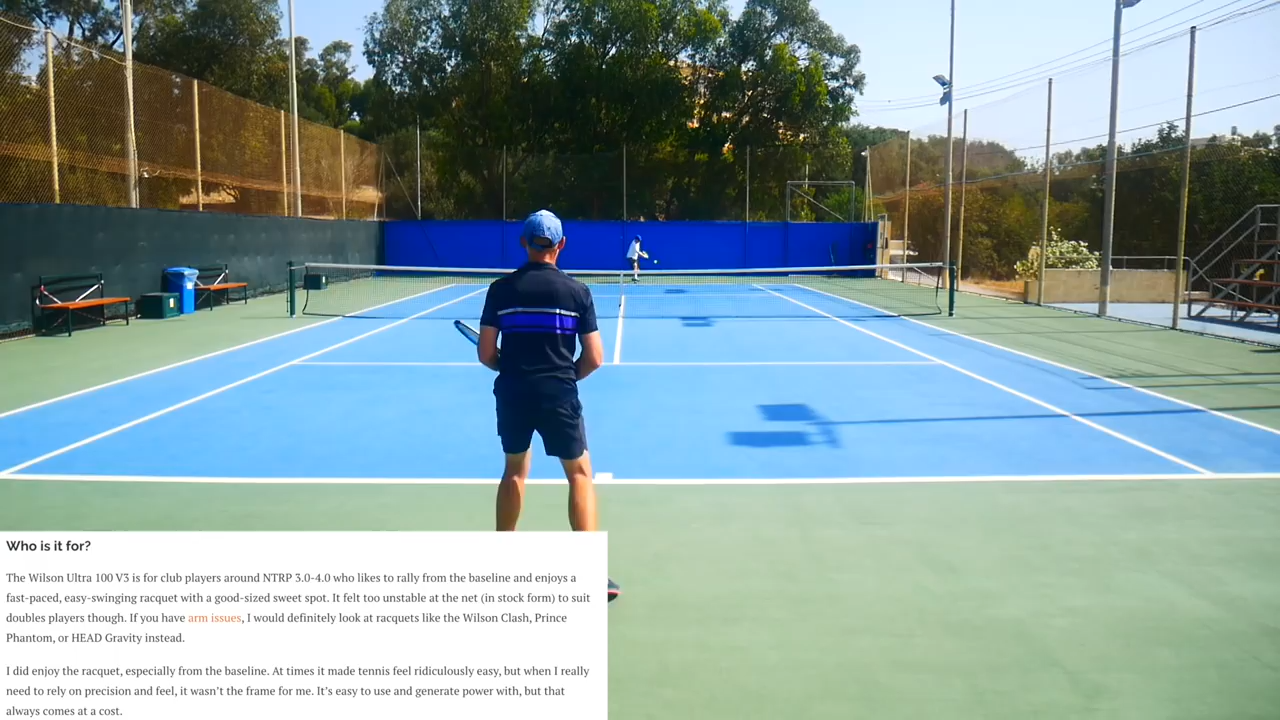 Who is it for?
The Wilson Ultra 100 V3 is for club players around NTRP 3.0-4.0 who likes to rally from the baseline and enjoys a
fast-paced, easy-swinging racquet with a good-sized sweet spot. It felt too unstable at the net (in stock form) to suit
doubles players though. If you have arm issues, I would definitely look at racquets like the Wilson Clash, Prince
Phantom, or HEAD Gravity instead.
I did enjoy the racquet, especially from the baseline. At times it made tennis feel ridiculously easy, but when I really
need to rely on precision and feel, it wasn't the frame for me. It's easy to use and generate power with, but that
always comes at a cost.